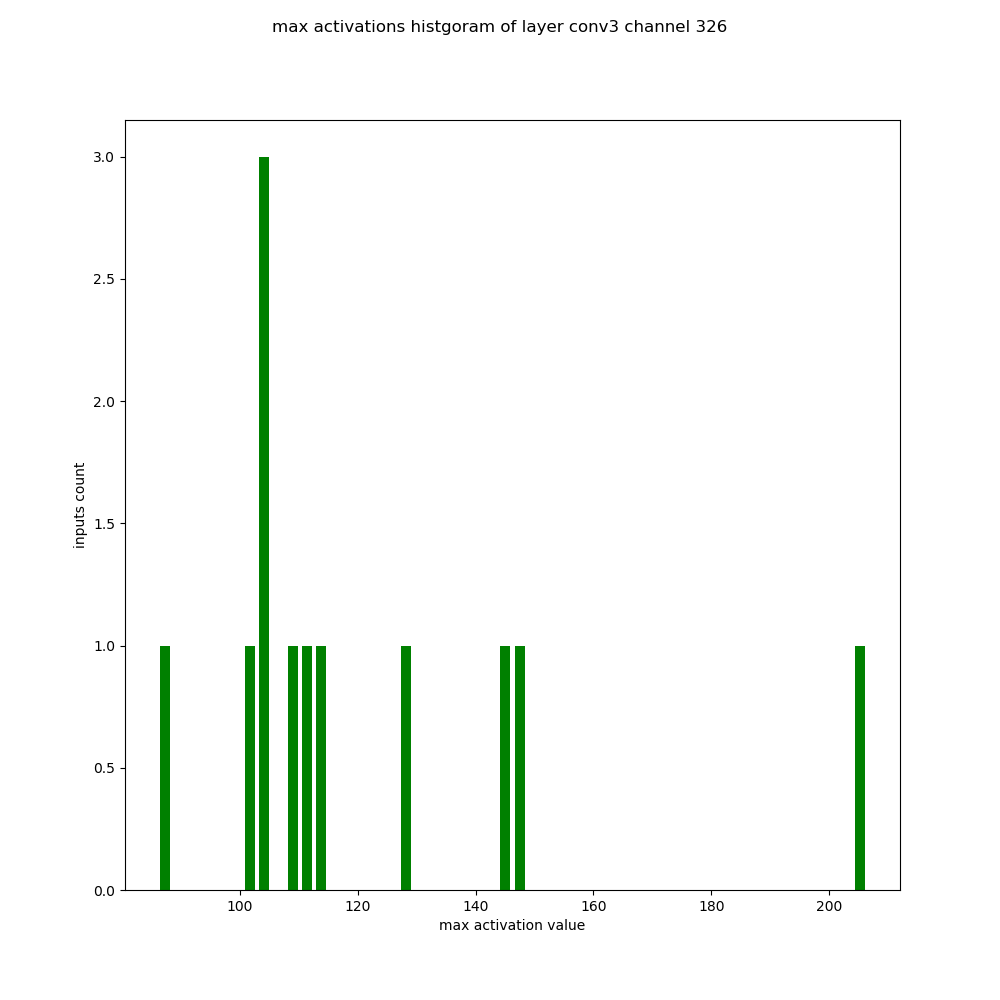 max activations histgoram of layer conv3 channel 326
3.0
2.5
2.0
1.5
1.0
0.5
0.0
inputs count
100 120 140 160 180 200
max activation value